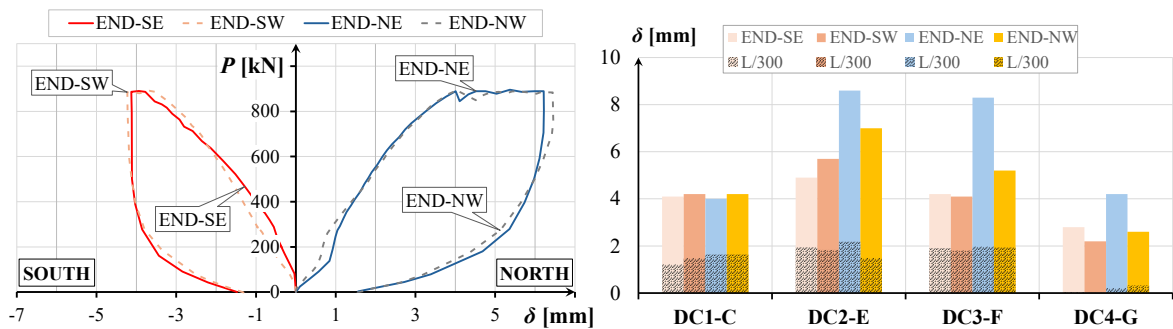 END-SE END-SW END-NE END-NW
P [kN]
1000
800
600
400
200
0
END-SW
END-NE
END-SE
END-NW
SOUTH
NORTH
-7 -5 -3 -1 1 3 5 δ [mm]
δ [mm]
END-SE END-SW END-NE END-NW
L/300 L/300 L/300 L/300
10
8
6
4
2
0
DC1-C DC2-E DC3-F DC4-G